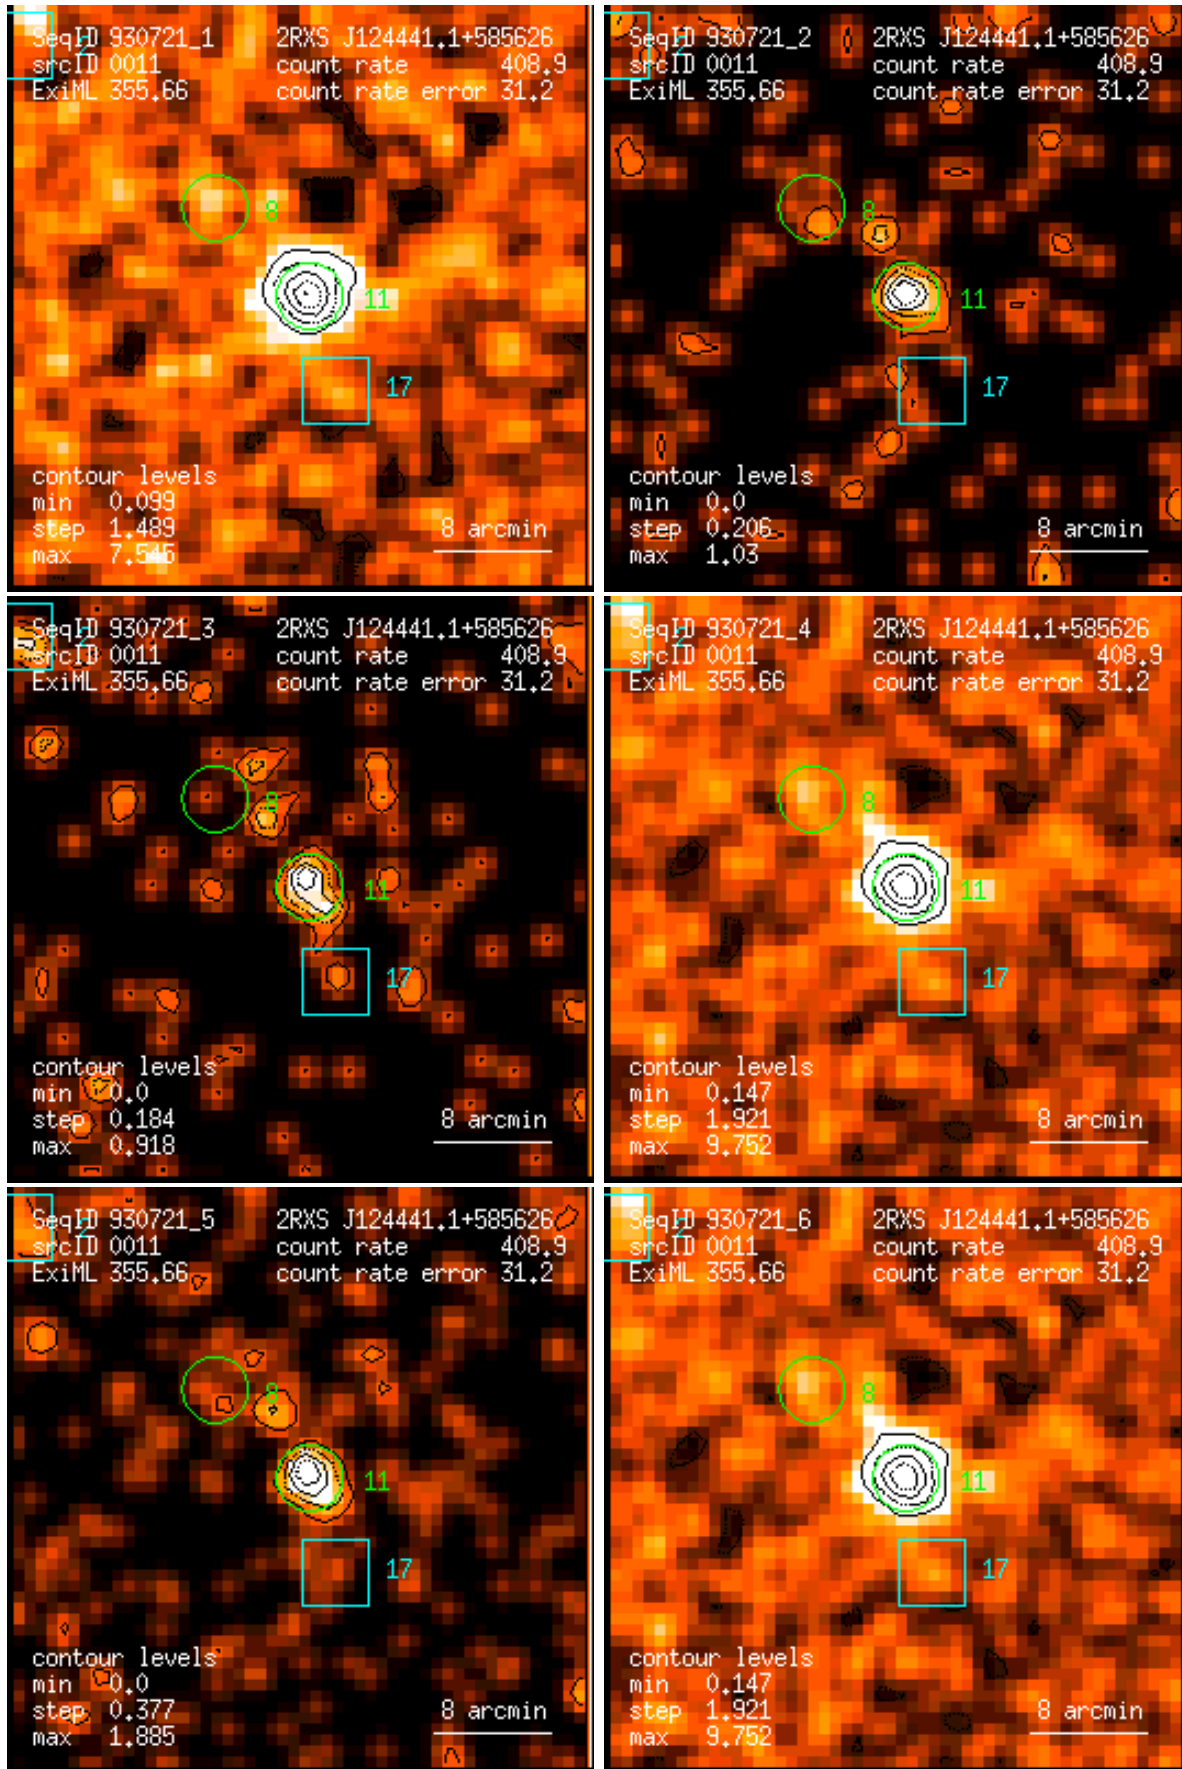 SeqID 930721_1 2RXS J124441.1+585626
srcID 0011 count rate 408.9
ExiML 355.66 count rate error 31.2
8
11
17
contour levels
min 0.099
step 1.489
max 7.546 8 arcmin
SeqID 930721_2 2RXS J124441.1+585626
srcID 0011 count rate 408.9
ExiML 355.66 count rate error 31.2
8
11
17
contour levels
min 0.0
step 0.206
max 1.03 8 arcmin
SeqID 930721_3 2RXS J124441.1+585626
srcID 0011 count rate 408.9
ExiML 355.66 count rate error 31.2
8
11
17
contour levels
min 0.0
step 0.184
max 0.918 8 arcmin
SeqID 930721_4 2RXS J124441.1+585626
srcID 0011 count rate 408.9
ExiML 355.66 count rate error 31.2
8
11
17
contour levels
min 0.147
step 1.921
max 9.752 8 arcmin
SeqID 930721_5 2RXS J124441.1+585626
srcID 0011 count rate 408.9
ExiML 355.66 count rate error 31.2
8
11
17
contour levels
min 0.0
step 0.377
max 1.885 8 arcmin
SeqID 930721_6 2RXS J124441.1+585626
srcID 0011 count rate 408.9
ExiML 355.66 count rate error 31.2
8
11
17
contour levels
min 0.147
step 1.921
max 9.752 8 arcmin